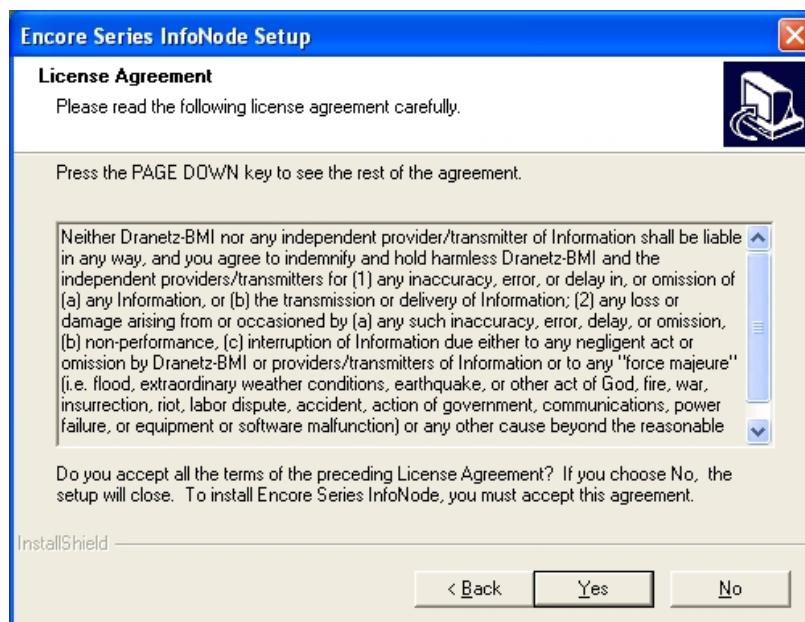 Encore Series InfoNode Setup
License Agreement
Please read the following license agreement carefully.
Press the PAGE DOWN key to see the rest of the agreement.
Neither Dranetz-BMI nor any independent provider/transmitter of Information shall be liable
in any way, and you agree to indemnify and hold harmless Dranetz-BMI and the
independent providers/transmitters for (1) any inaccuracy, error, or delay in, or omission of
(a) any Information, or (b) the transmission or delivery of Information; (2) any loss or
damage arising from or occasioned by (a) any such inaccuracy, error, delay, or omission,
(b) non-performance, (c) interruption of Information due either to any negligent act or
omission by Dranetz-BMI or providers/transmitters of Information or to any "force majeure"
(i.e. flood, extraordinary weather conditions, earthquake, or other act of God, fire, war,
insurrection, riot, labor dispute, accident, action of government, communications, power
failure, or equipment or software malfunction) or any other cause beyond the reasonable
Do you accept all the terms of the preceding License Agreement?  If you choose No,  the
setup will close.  To install Encore Series InfoNode, you must accept this agreement.
InstallShield
< Back
Yes
No